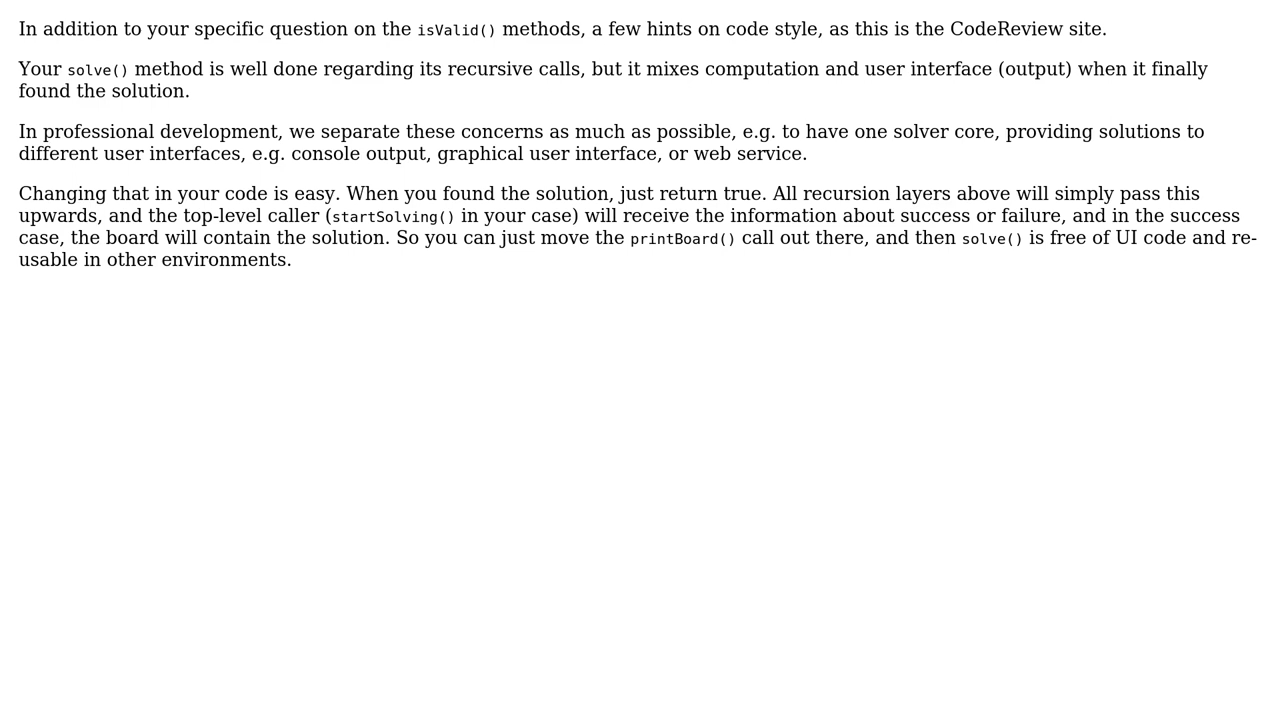 In addition to your specific question on the isValid() methods, a few hints on code style, as this is the CodeReview site.
Your solve() method is well done regarding its recursive calls, but it mixes computation and user interface (output) when it finally
found the solution.
In professional development, we separate these concerns as much as possible, e.g. to have one solver core, providing solutions to
different user interfaces, e.g. console output, graphical user interface, or web service.
Changing that in your code is easy. When you found the solution, just return true. All recursion layers above will simply pass this
upwards, and the top-level caller (startSolving() in your case) will receive the information about success or failure, and in the success
case, the board will contain the solution. So you can just move the printBoard() call out there, and then solve() is free of UI code and re-
usable in other environments.